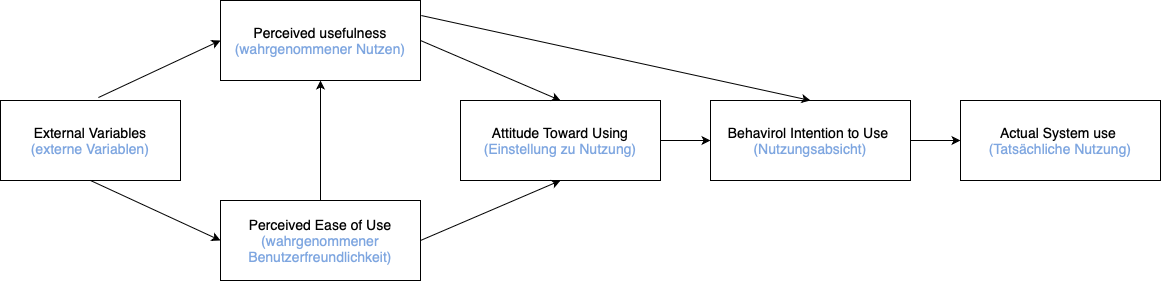 Perceived usefulness
(wahrgenommener Nutzen)
External Variables
(externe Variablen)
Attitude Toward Using
(Einstellung zu Nutzung)
Behavirol Intention to Use
(Nutzungsabsicht)
Actual System use
(Tatsächliche Nutzung)
Perceived Ease of Use
(wahrgenommener
Benutzerfreundlichkeit)